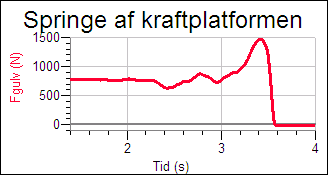 Springe af kraftplatformen
1500
1000
500
0
Fgulv (N)
2
3
4
Tid (s)